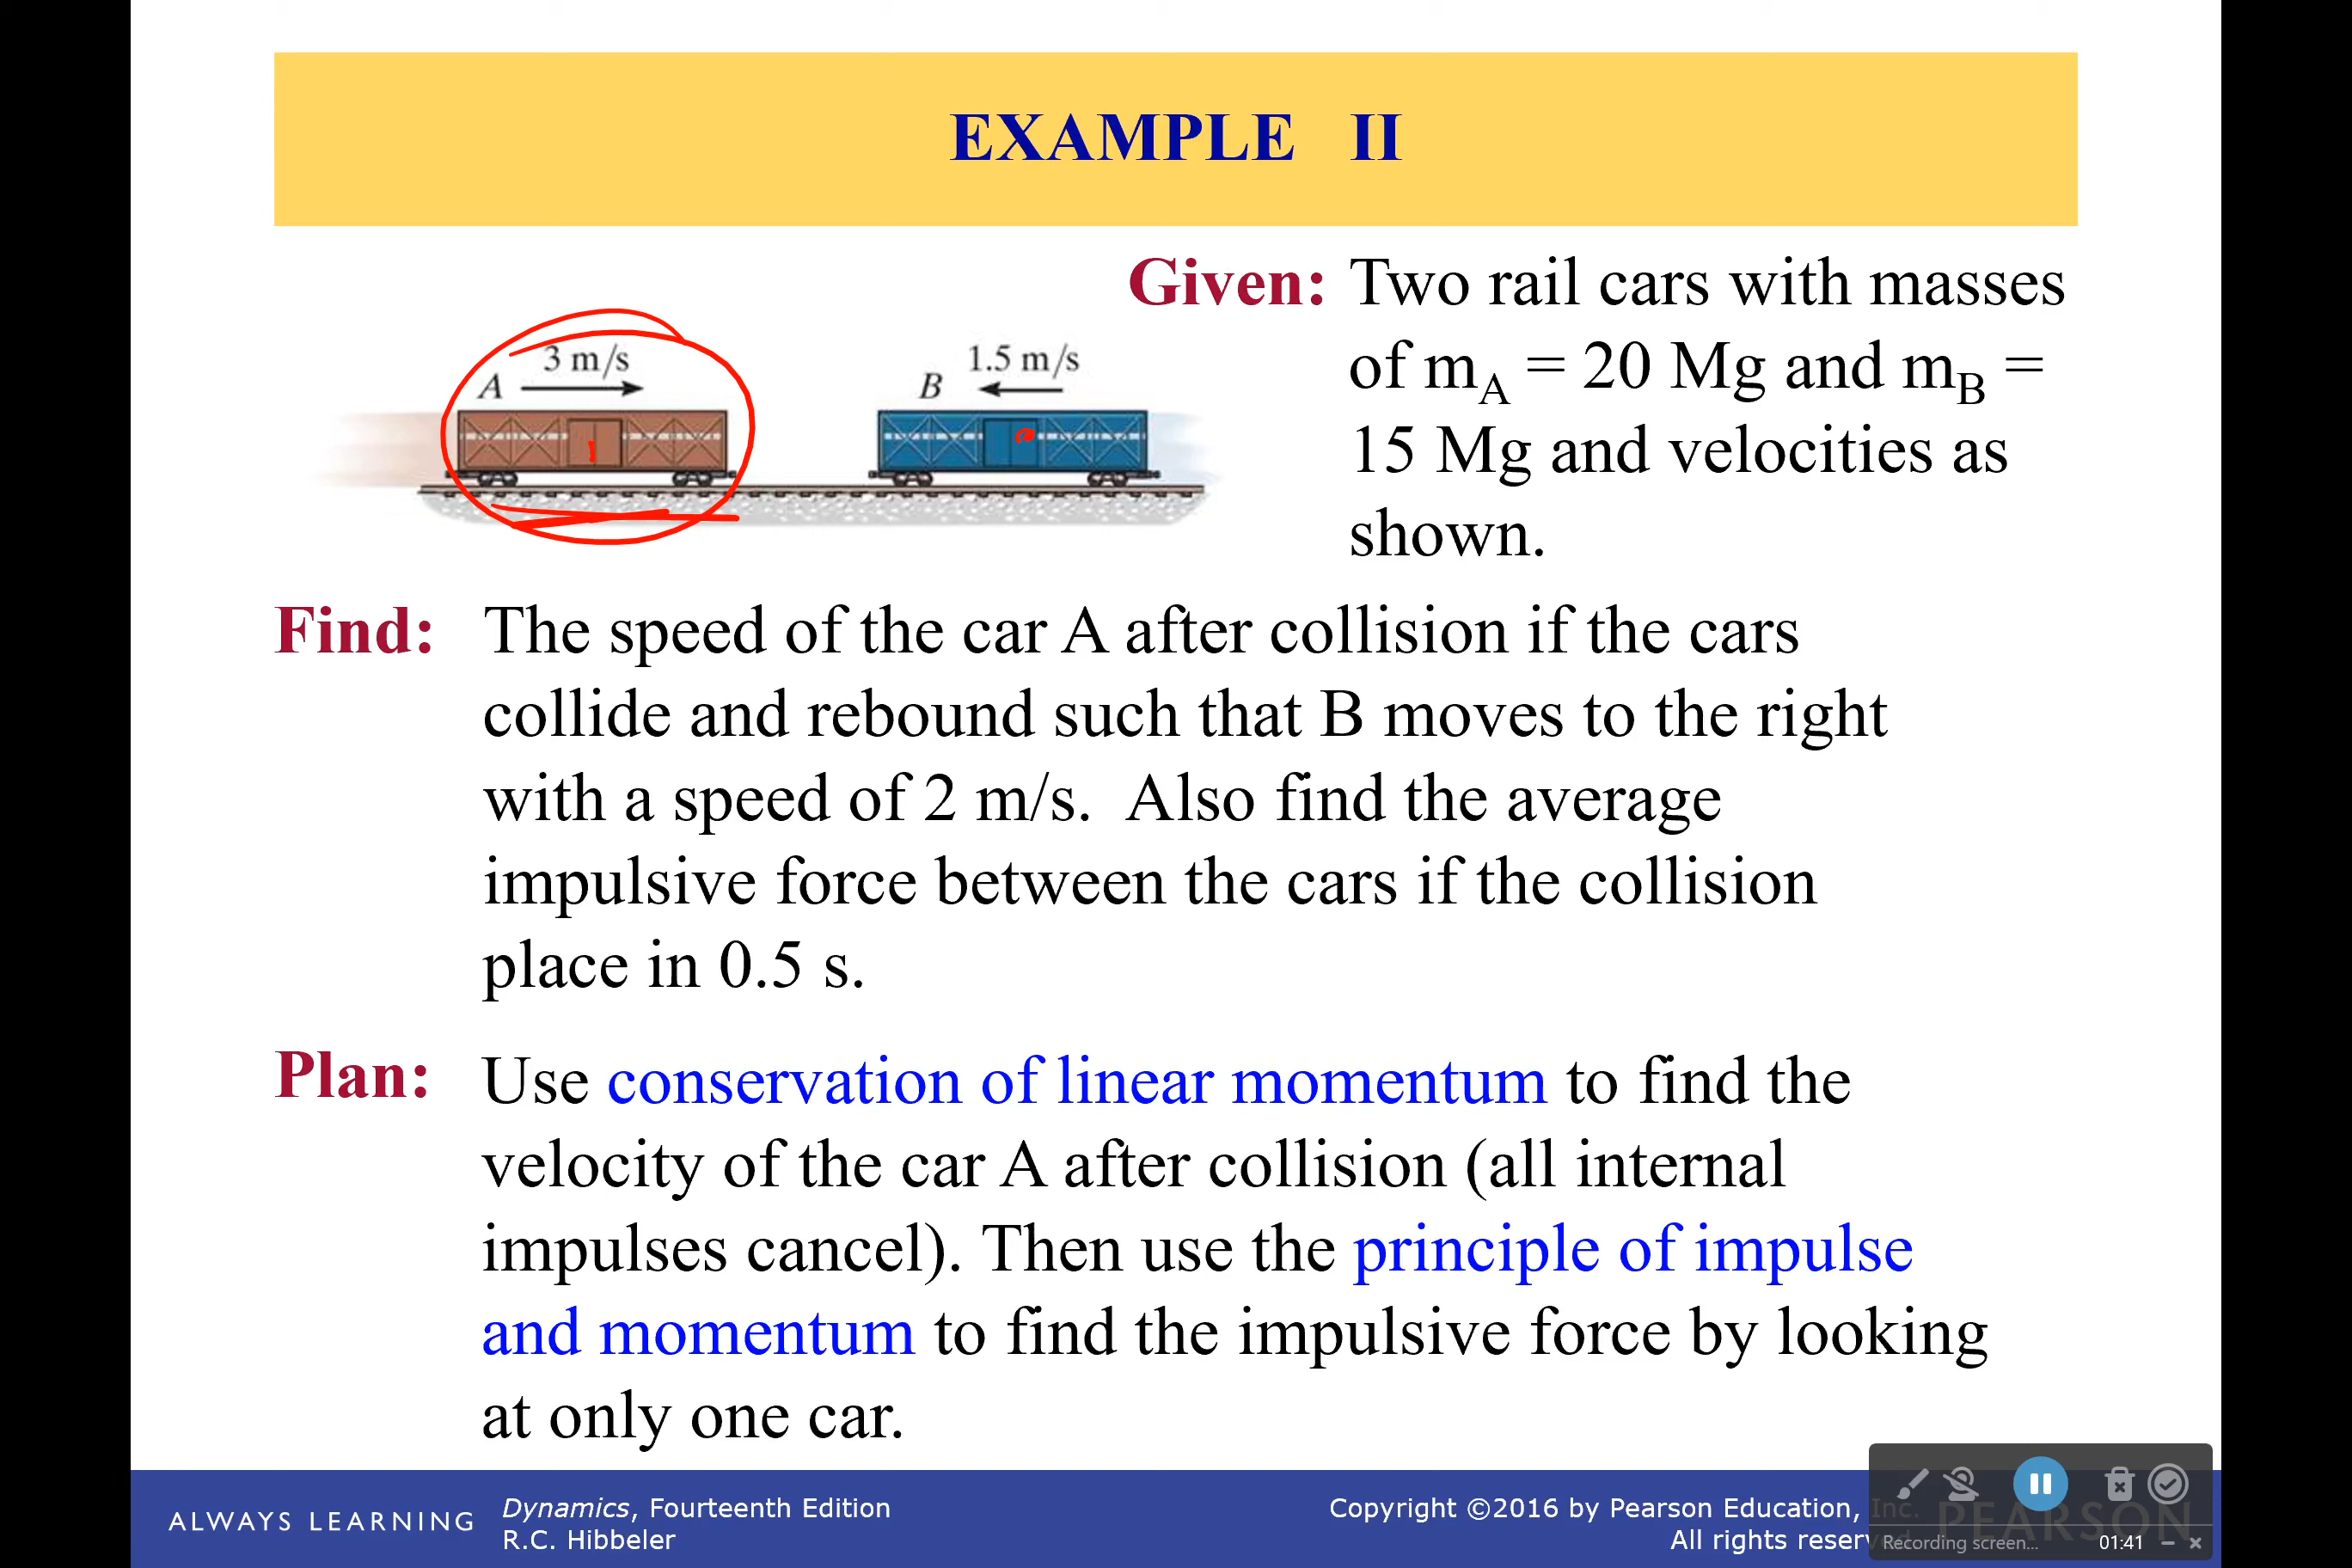 EXAMPLE II
Given: Two rail cars with masses
of mA = 20 Mg and mB =
15 Mg and velocities as
shown.
3 m/s
A
1.5 m/s
B
Find: The speed of the car A after collision if the cars
collide and rebound such that B moves to the right
with a speed of 2 m/s. Also find the average
impulsive force between the cars if the collision
place in 0.5 s.
Plan: Use conservation of linear momentum to find the
velocity of the car A after collision (all internal
impulses cancel). Then use the principle of impulse
and momentum to find the impulsive force by looking
at only one car.
ALWAYS LEARNING
Dynamics, Fourteenth Edition
R.C. Hibbeler
Copyright ©2016 by Pearson Education, Inc.
All rights reserv
PEARSON
Recording screen...
01:41